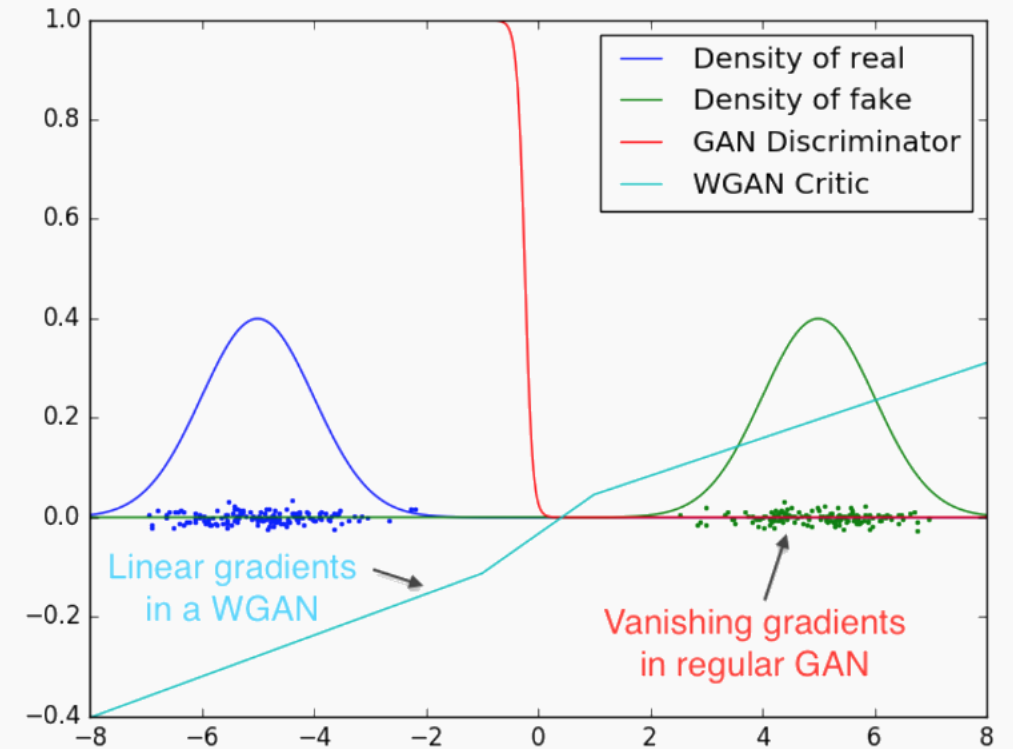 1.0
0.8
0.6
0.4
0.2
0.0
−0.2
−0.4
Density of real
Density of fake
GAN Discriminator
WGAN Critic
Linear gradients
in a WGAN
Vanishing gradients
in regular GAN
−8
−6
−4
−2
0
2
4
6
8